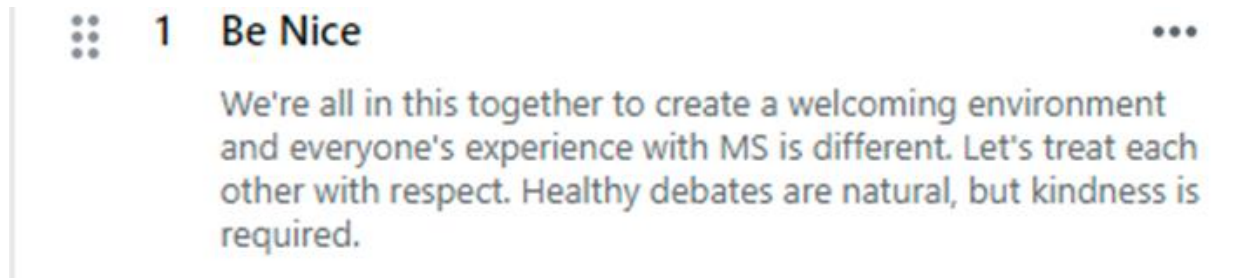 1 Be Nice
We're all in this together to create a welcoming environment
and everyone's experience with MS is different. Let's treat each
other with respect. Healthy debates are natural, but kindness is
required.